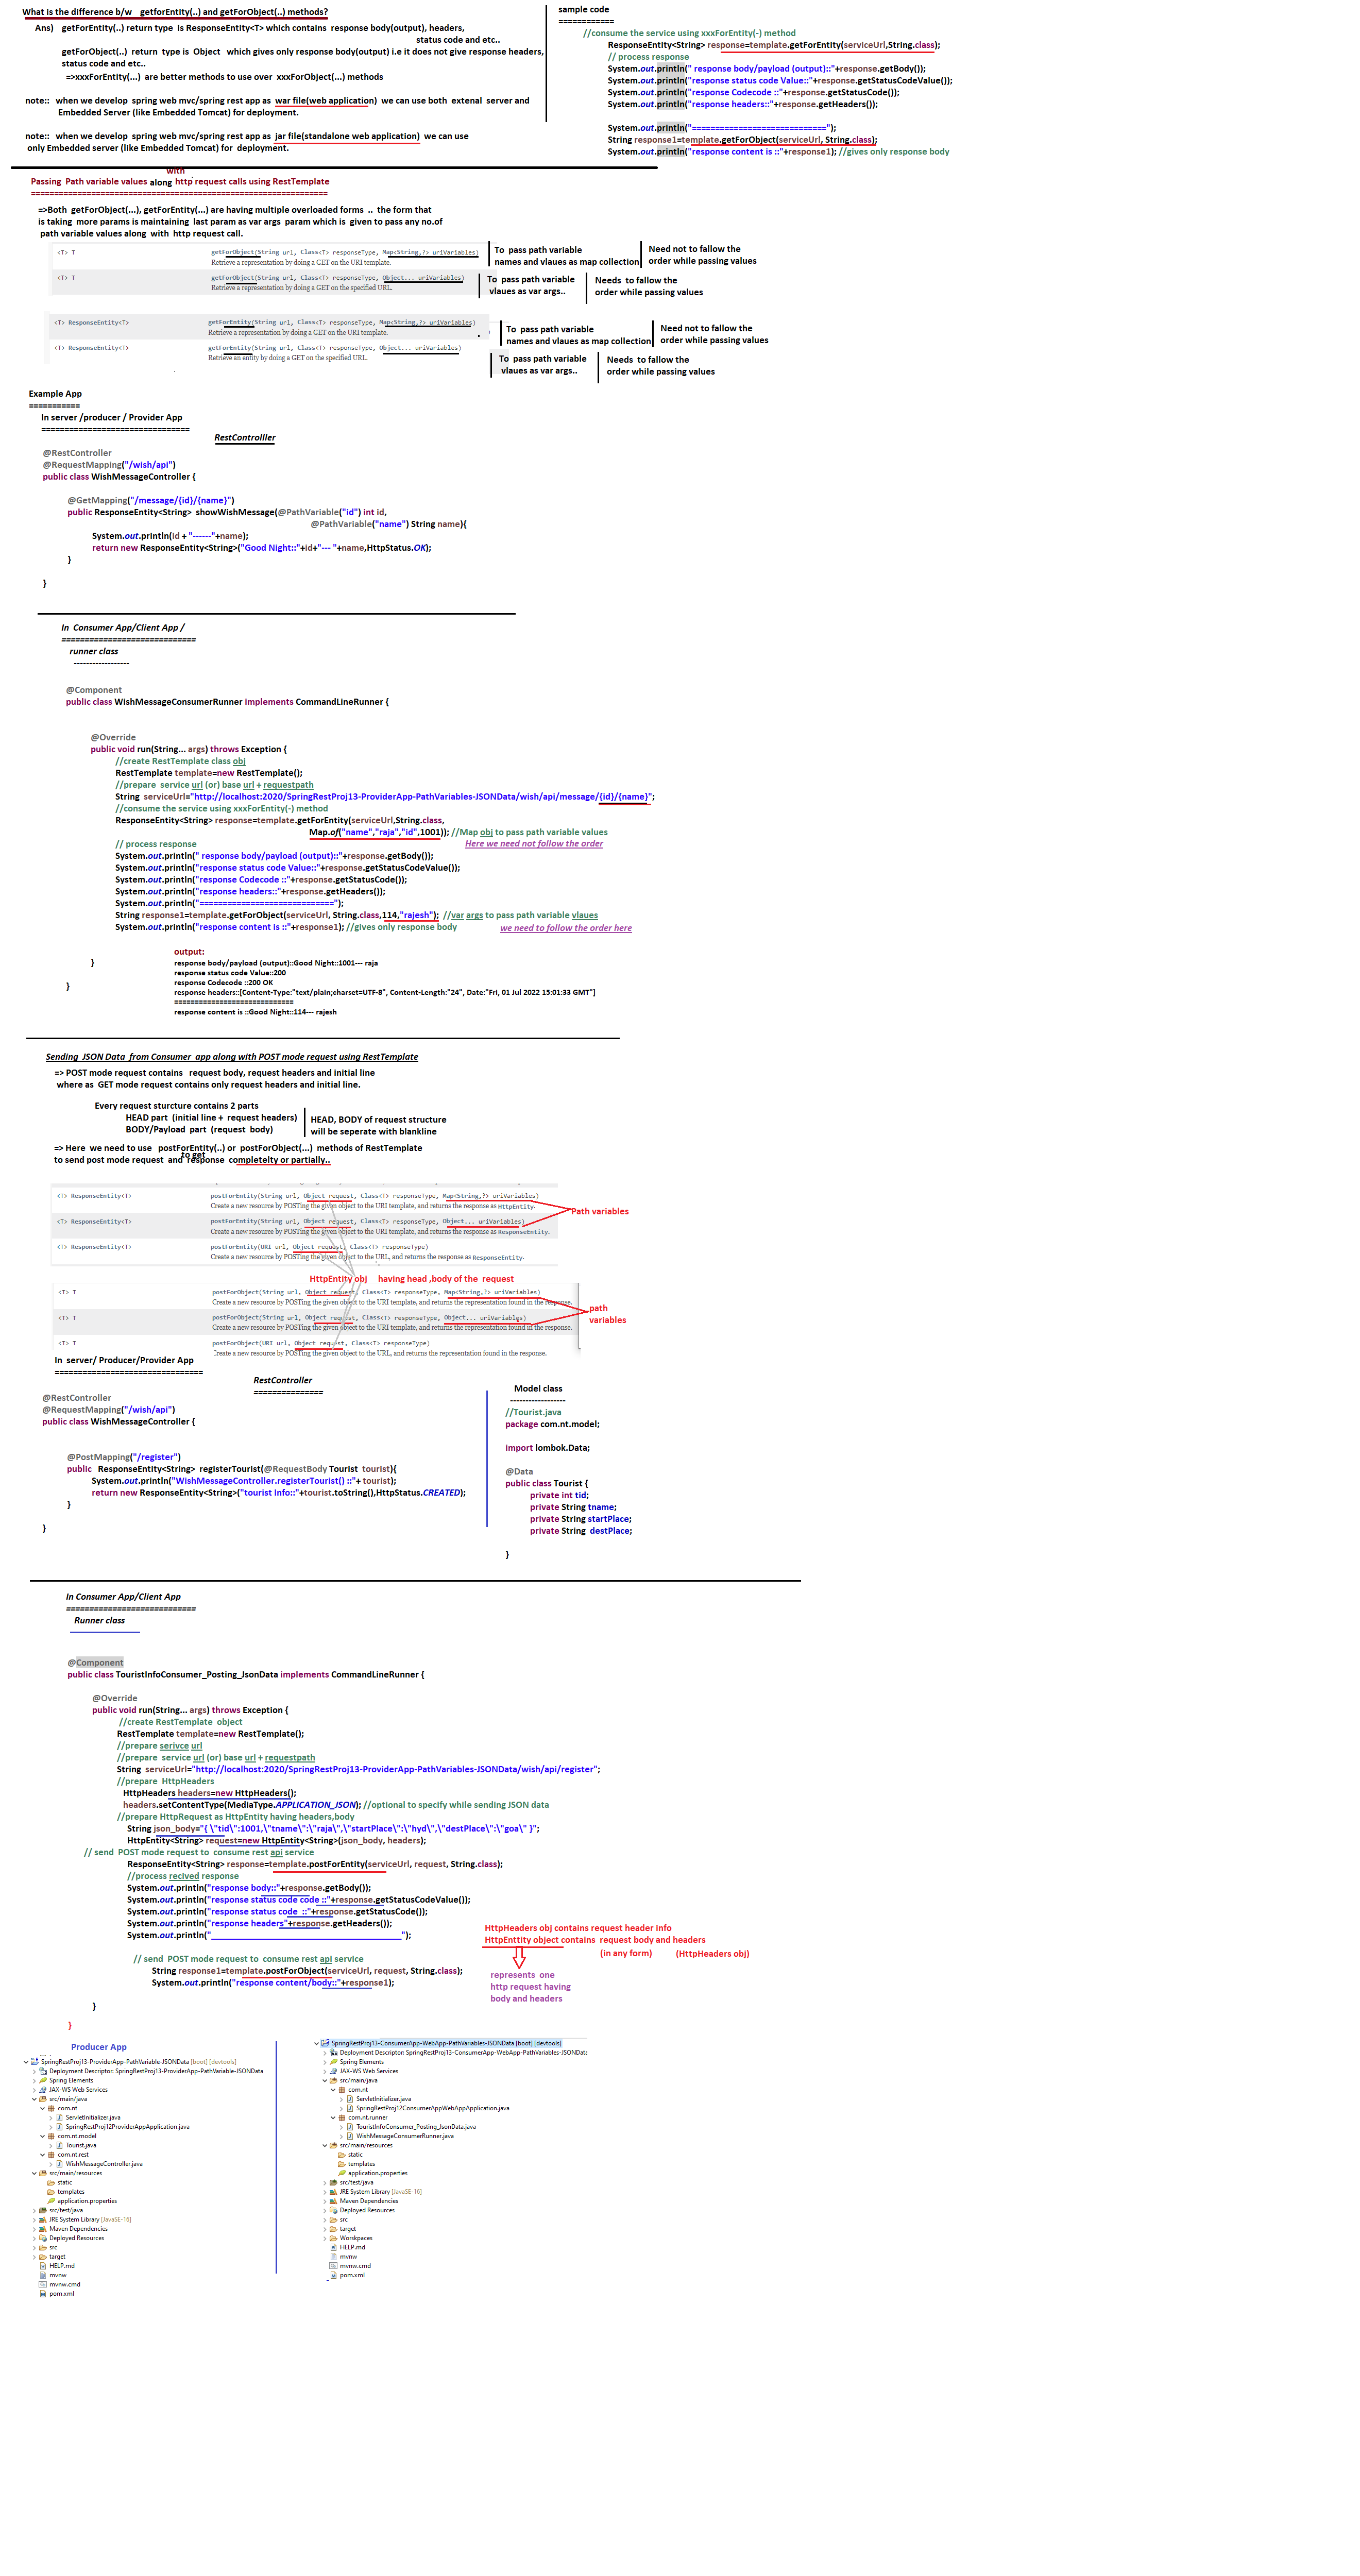 What is the difference b/w    getforEntity(..) and getForObject(..) methods?
Ans)    getForEntity(..) return type  is ResponseEntity<T> which contains  response body(output), headers,
status code and etc..
getForObject(..)  return  type is  Object   which gives only response body(output) i.e it does not give response headers,
status code and etc..
=>xxxForEntity(...)  are better methods to use over  xxxForObject(...) methods
note::   when we develop  spring web mvc/spring rest app as  war file(web application)  we can use both  extenal  server and
Embedded Server (like Embedded Tomcat) for deployment.
note::   when we develop  spring web mvc/spring rest app as  jar file(standalone web application)  we can use
only Embedded server (like Embedded Tomcat) for  deployment.
sample code
============
//consume the service using xxxForEntity(-) method
ResponseEntity<String> response=template.getForEntity(serviceUrl,String.class);
// process response
System.out.println(" response body/payload (output)::"+response.getBody());
System.out.println("response status code Value::"+response.getStatusCodeValue());
System.out.println("response Codecode ::"+response.getStatusCode());
System.out.println("response headers::"+response.getHeaders());
System.out.println("=============================");
String response1=template.getForObject(serviceUrl, String.class);
System.out.println("response content is ::"+response1); //gives only response body
with
Passing  Path variable values along http request calls using RestTemplate
================================================================
=>Both  getForObject(...), getForEntity(...) are having multiple overloaded forms  ..  the form that
is taking  more params is maintaining  last param as var args  param which is  given to pass any no.of
path variable values along  with  http request call.
<T> T    getForObject(String url, Class<T> responseType, Map<String,?> uriVariables)
Retrieve a representation by doing a GET on the URI template.
<T> T    getForObject(String url, Class<T> responseType, Object... uriVariables)
Retrieve a representation by doing a GET on the specified URL.
To  pass path variable
names and vlaues as map collection
Need not to fallow the
order while passing values
To  pass path variable
vlaues as var args..
Needs  to fallow the
order while passing values
<T> ResponseEntity<T>    getForEntity(String url, Class<T> responseType, Map<String,?> uriVariables)
Retrieve a representation by doing a GET on the URI template.
<T> ResponseEntity<T>    getForEntity(String url, Class<T> responseType, Object... uriVariables)
Retrieve an entity by doing a GET on the specified URL.
To  pass path variable
names and vlaues as map collection
Need not to fallow the
order while passing values
To  pass path variable
vlaues as var args..
Needs  to fallow the
order while passing values
Example App
===========
In server /producer / Provider App
================================
RestControlller
@RestController
@RequestMapping("/wish/api")
public class WishMessageController {
@GetMapping("/message/{id}/{name}")
public ResponseEntity<String>  showWishMessage(@PathVariable("id") int id,
@PathVariable("name") String name){
System.out.println(id + "------"+name);
return new ResponseEntity<String>("Good Night::"+id+"--- "+name,HttpStatus.OK);
}
}
In  Consumer App/Client App /
=============================
runner class
------------------
@Component
public class WishMessageConsumerRunner implements CommandLineRunner {
@Override
public void run(String... args) throws Exception {
//create RestTemplate class obj
RestTemplate template=new RestTemplate();
//prepare  service url (or) base url + requestpath
String  serviceUrl="http://localhost:2020/SpringRestProj13-ProviderApp-PathVariables-JSONData/wish/api/message/{id}/{name}";
//consume the service using xxxForEntity(-) method
ResponseEntity<String> response=template.getForEntity(serviceUrl,String.class,
Map.of("name","raja","id",1001)); //Map obj to pass path variable values
// process response
Here we need not follow the order
System.out.println(" response body/payload (output)::"+response.getBody());
System.out.println("response status code Value::"+response.getStatusCodeValue());
System.out.println("response Codecode ::"+response.getStatusCode());
System.out.println("response headers::"+response.getHeaders());
System.out.println("=============================");
String response1=template.getForObject(serviceUrl, String.class,114,"rajesh");  //var args to pass path variable vlaues
System.out.println("response content is ::"+response1); //gives only response body
we need to follow the order here
}
}
output:
response body/payload (output)::Good Night::1001--- raja
response status code Value::200
response Codecode ::200 OK
response headers::[Content-Type:"text/plain;charset=UTF-8", Content-Length:"24", Date:"Fri, 01 Jul 2022 15:01:33 GMT"]
=============================
response content is ::Good Night::114--- rajesh
Sending  JSON Data  from Consumer  app along with POST mode request using RestTemplate
=> POST mode request contains   request body, request headers and initial line
where as  GET mode request contains only request headers and initial line.
Every request sturcture contains 2 parts
HEAD part  (initial line +  request headers)
BODY/Payload  part  (request  body)
HEAD, BODY of request structure
will be seperate with blankline
=> Here  we need to use   postForEntity(..) or  postForObject(...)  methods of RestTemplate
to get
to send post mode request  and  response  completelty or partially..
<T> ResponseEntity<T>    postForEntity(String url, Object request, Class<T> responseType, Map<String,?> uriVariables)
Create a new resource by POSTing the given object to the URI template, and returns the response as HttpEntity.
<T> ResponseEntity<T>    postForEntity(String url, Object request, Class<T> responseType, Object... uriVariables)
Create a new resource by POSTing the given object to the URI template, and returns the response as ResponseEntity.
<T> ResponseEntity<T>    postForEntity(URI url, Object request, Class<T> responseType)
Create a new resource by POSTing the given object to the URL, and returns the response as ResponseEntity.
Path variables
HttpEntity obj    having head ,body of the  request
<T> T    postForObject(String url, Object request, Class<T> responseType, Map<String,?> uriVariables)
Create a new resource by POSTing the given object to the URI template, and returns the representation found in the response.
<T> T    postForObject(String url, Object request, Class<T> responseType, Object... uriVariables)
Create a new resource by POSTing the given object to the URI template, and returns the representation found in the response.
<T> T    postForObject(URI url, Object request, Class<T> responseType)
Create a new resource by POSTing the given object to the URL, and returns the representation found in the response.
path
variables
In  server/ Producer/Provider App
================================
RestController
===============
@RestController
@RequestMapping("/wish/api")
public class WishMessageController {
@PostMapping("/register")
public   ResponseEntity<String>  registerTourist(@RequestBody Tourist  tourist){
System.out.println("WishMessageController.registerTourist() ::"+ tourist);
return new ResponseEntity<String>("tourist Info::"+tourist.toString(),HttpStatus.CREATED);
}
}
Model class
------------------
//Tourist.java
package com.nt.model;
import lombok.Data;
@Data
public class Tourist {
private int tid;
private String tname;
private String startPlace;
private String  destPlace;
}
In Consumer App/Client App
============================
Runner class
@Component
public class TouristInfoConsumer_Posting_JsonData implements CommandLineRunner {
@Override
public void run(String... args) throws Exception {
//create RestTemplate  object
RestTemplate template=new RestTemplate();
//prepare serivce url
//prepare  service url (or) base url + requestpath
String  serviceUrl="http://localhost:2020/SpringRestProj13-ProviderApp-PathVariables-JSONData/wish/api/register";
//prepare  HttpHeaders
HttpHeaders headers=new HttpHeaders();
headers.setContentType(MediaType.APPLICATION_JSON); //optional to specify while sending JSON data
//prepare HttpRequest as HttpEntity having headers,body
String json_body="{ \"tid\":1001,\"tname\":\"raja\",\"startPlace\":\"hyd\",\"destPlace\":\"goa\" }";
HttpEntity<String> request=new HttpEntity<String>(json_body, headers);
// send  POST mode request to  consume rest api service
ResponseEntity<String> response=template.postForEntity(serviceUrl, request, String.class);
//process recived response
System.out.println("response body::"+response.getBody());
System.out.println("response status code code ::"+response.getStatusCodeValue());
System.out.println("response status code  ::"+response.getStatusCode());
System.out.println("response headers"+response.getHeaders());
System.out.println("________________________________________");
// send  POST mode request to  consume rest api service
String response1=template.postForObject(serviceUrl, request, String.class);
System.out.println("response content/body::"+response1);
}
}
HttpHeaders obj contains request header info
HttpEnttity object contains  request body and headers
(in any form)    (HttpHeaders obj)
represents  one
http request having
body and headers
Producer App
SpringRestProj13-ProviderApp-PathVariable-JSONData [boot] [devtools]
Deployment Descriptor: SpringRestProj13-ProviderApp-PathVariable-JSONData
Spring Elements
JAX-WS Web Services
src/main/java
com.nt
ServletInitializer.java
SpringRestProj12ProviderAppApplication.java
com.nt.model
Tourist.java
com.nt.rest
WishMessageController.java
src/main/resources
static
templates
application.properties
src/test/java
JRE System Library [JavaSE-16]
Maven Dependencies
Deployed Resources
src
target
HELP.md
mvnw
mvnw.cmd
pom.xml
SpringRestProj13-ConsumerApp-WebApp-PathVariables-JSONData [boot] [devtools]
Deployment Descriptor: SpringRestProj13-ConsumerApp-WebApp-PathVariables-JSONData
Spring Elements
JAX-WS Web Services
src/main/java
com.nt
ServletInitializer.java
SpringRestProj12ConsumerAppWebAppApplication.java
com.nt.runner
TouristInfoConsumer_Posting_JsonData.java
WishMessageConsumerRunner.java
src/main/resources
static
templates
application.properties
src/test/java
JRE System Library [JavaSE-16]
Maven Dependencies
Deployed Resources
src
target
Worskpaces
HELP.md
mvnw
mvnw.cmd
pom.xml